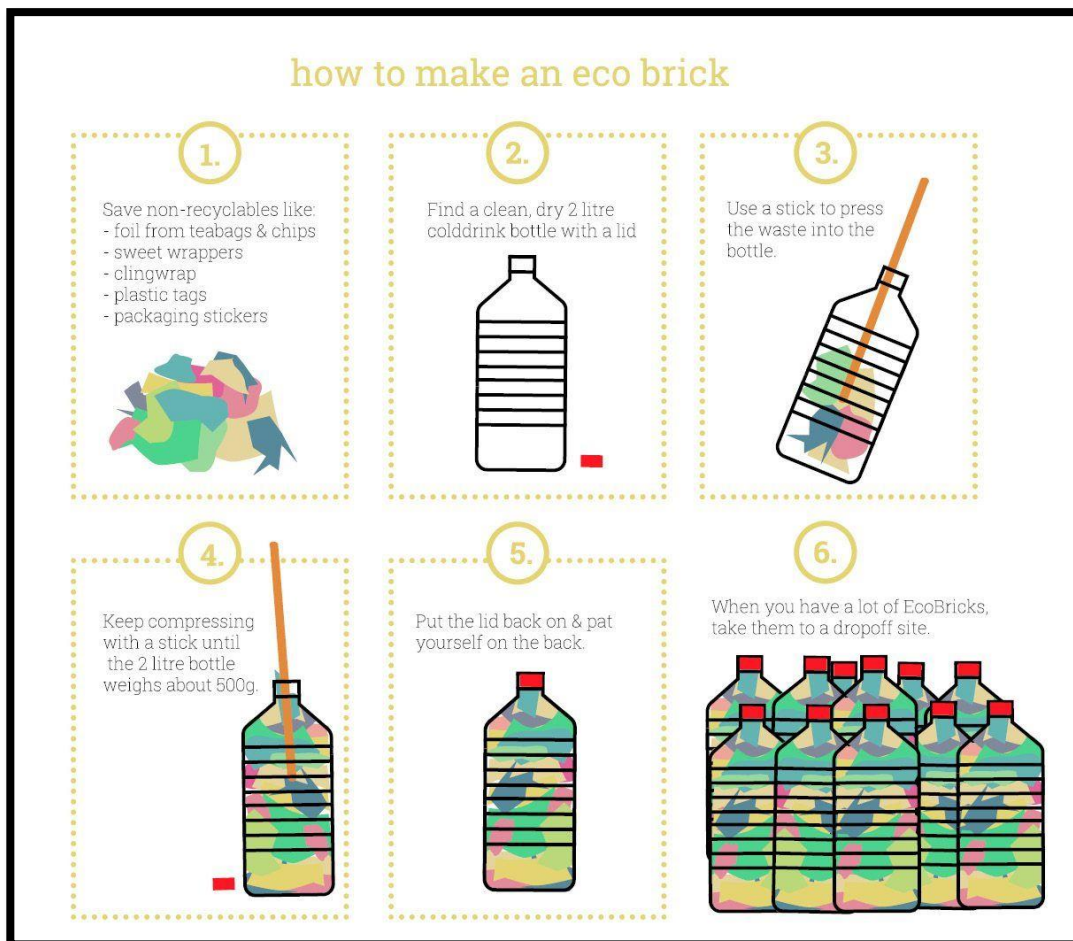 how to make an eco brick
1.
Save non-recyclables like:
- foil from teabags & chips
- sweet wrappers
- clingwrap
- plastic tags
- packaging stickers
2.
Find a clean, dry 2 litre
colddrink bottle with a lid
3.
Use a stick to press
the waste into the
bottle.
4.
Keep compressing
with a stick until
the 2 litre bottle
weighs about 500g.
5.
Put the lid back on & pat
yourself on the back.
6.
When you have a lot of EcoBricks,
take them to a dropoff site.